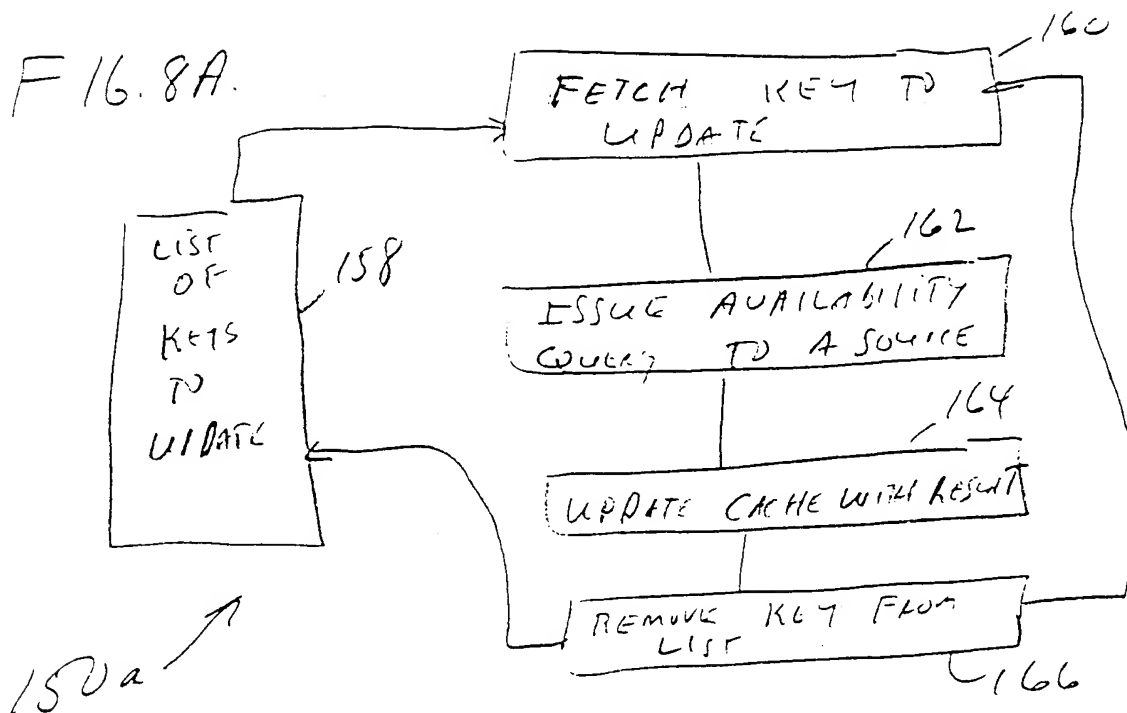 FIG. 8A.
160
FETCH KEY TO
UPDATE
LIST
OF
KEYS
TO
UPDATE
158
162
ISSUE AVAILABILITY
QUERY TO A SOURCE
164
UPDATE CACHE WITH RESULT
REMOVE KEY FROM
LIST
166
150a